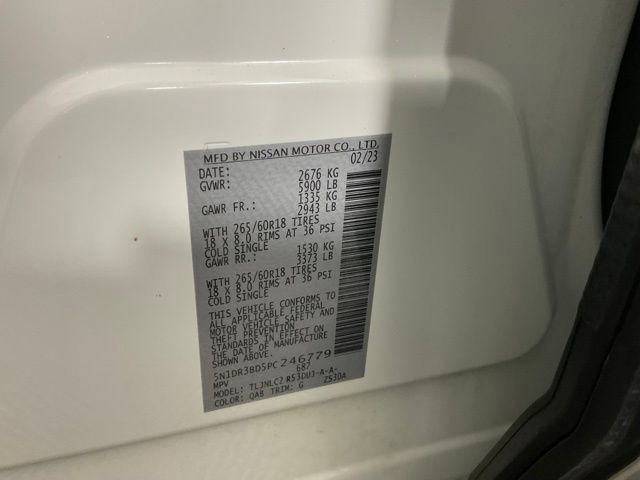 MFD BY NISSAN MOTOR CO., LTD.
DATE: 02/23
GVWR: 2676 KG
5900 LB
GAWR FR.: 1335 KG
2943 LB
WITH 265/60R18 TIRES
18 X 8.0 RIMS AT 36 PSI
COLD SINGLE
GAWR RR.: 1530 KG
3373 LB
WITH 265/60R18 TIRES
18 X 8.0 RIMS AT 36 PSI
COLD SINGLE
THIS VEHICLE CONFORMS TO
ALL APPLICABLE FEDERAL
MOTOR VEHICLE SAFETY AND
THEFT PREVENTION
STANDARDS IN EFFECT ON
THE DATE OF MANUFACTURE
SHOWN ABOVE.
5N1DR3BD5PC246779
MPV 687
MODEL: TLJNLC2 R53DUJ-A-A-
COLOR: QAB TRIM: G ZS30A